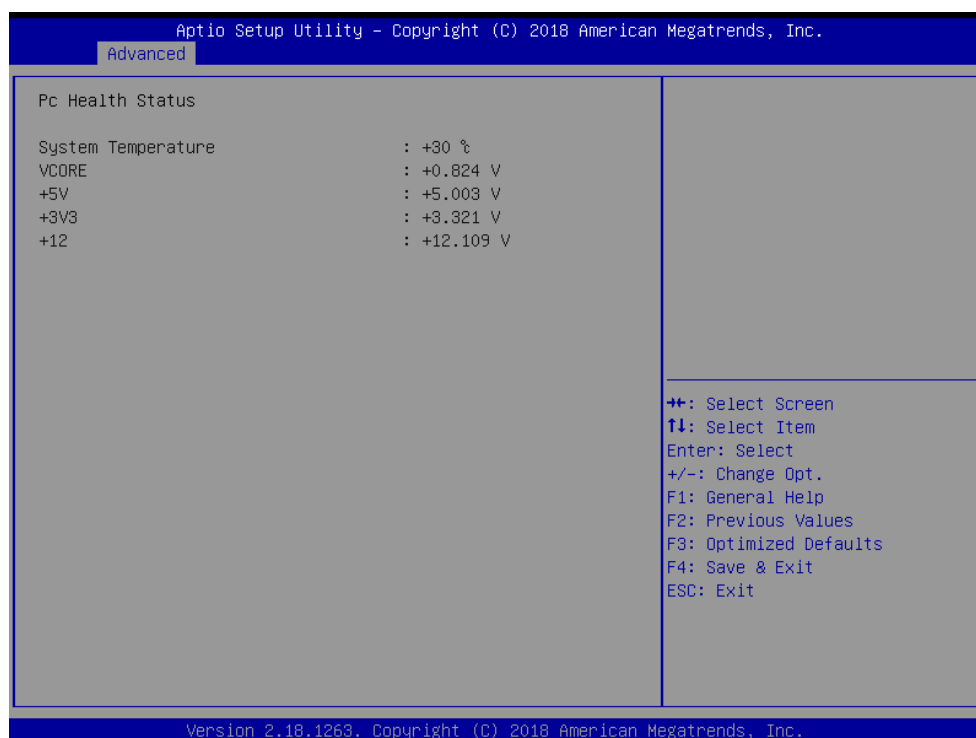 Aptio Setup Utility – Copyright (C) 2018 American Megatrends, Inc.
Advanced
Pc Health Status
System Temperature : +30 ℃
VCORE : +0.824 V
+5V : +5.003 V
+3V3 : +3.321 V
+12 : +12.109 V
→←: Select Screen
↑↓: Select Item
Enter: Select
+/-: Change Opt.
F1: General Help
F2: Previous Values
F3: Optimized Defaults
F4: Save & Exit
ESC: Exit
Version 2.18.1263. Copyright (C) 2018 American Megatrends, Inc.